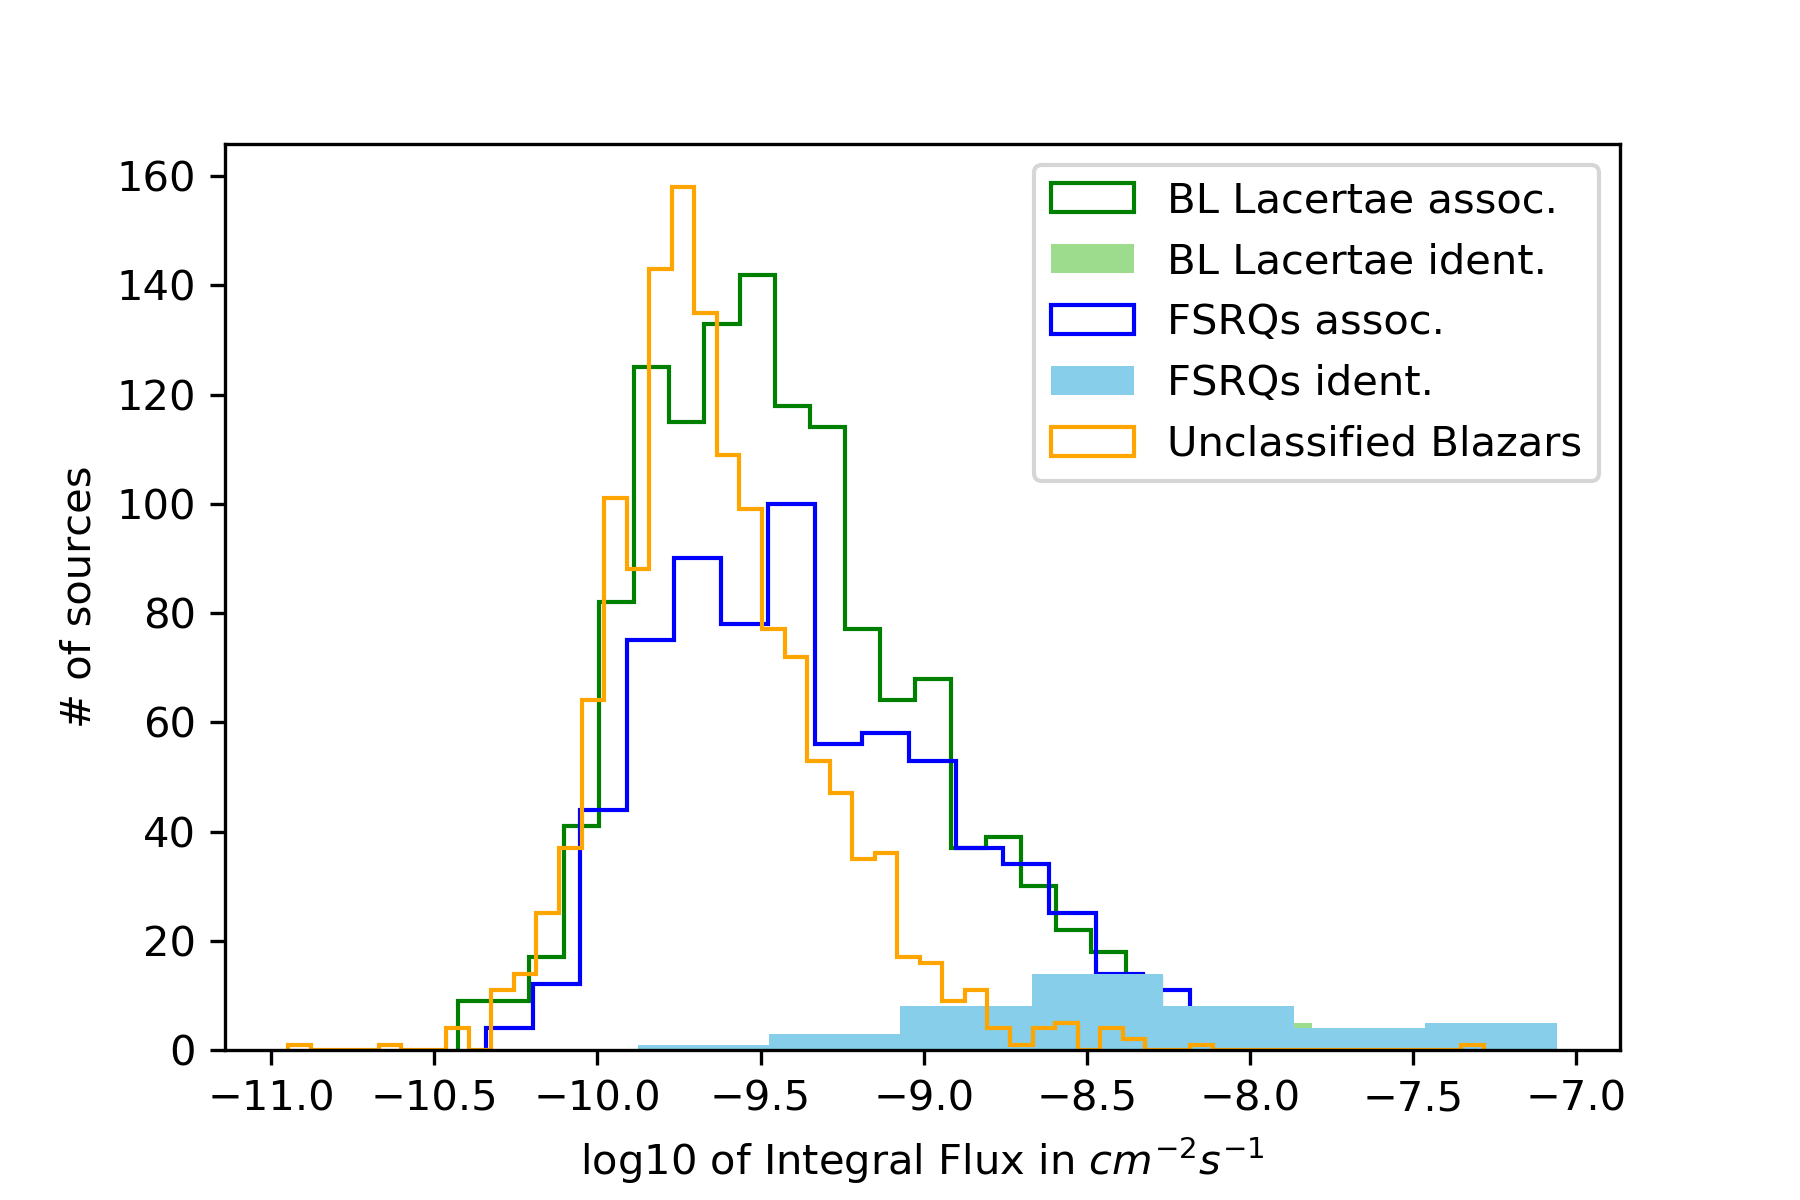 160
140
120
100
80
60
40
20
0
# of sources
BL Lacertae assoc.
BL Lacertae ident.
FSRQs assoc.
FSRQs ident.
Unclassified Blazars
−11.0 −10.5 −10.0 −9.5 −9.0 −8.5 −8.0 −7.5 −7.0
log10 of Integral Flux in cm⁻²s⁻¹